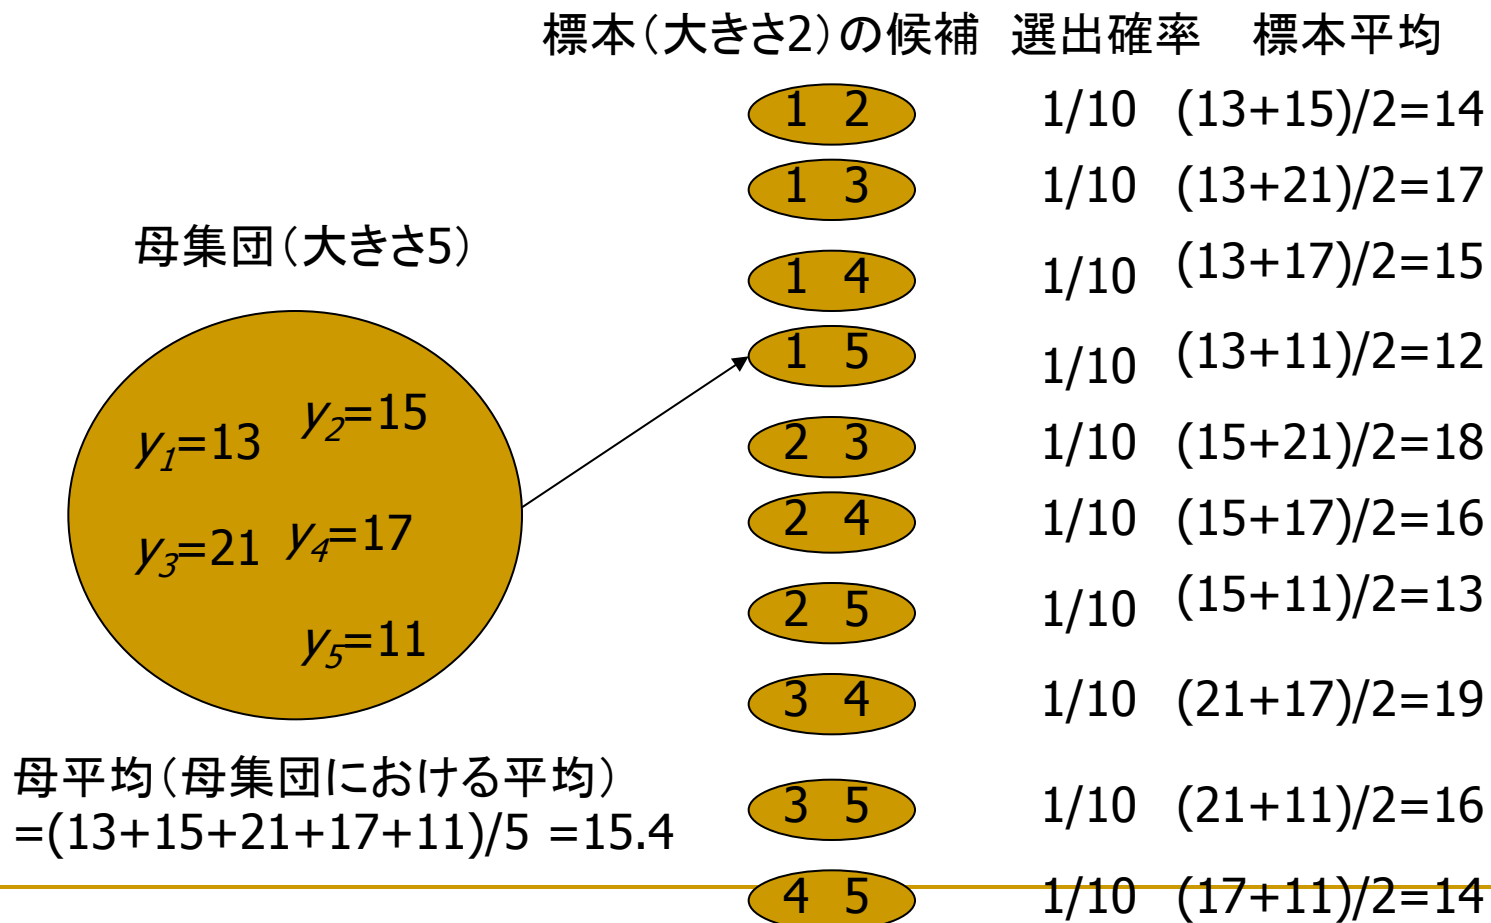 標本（大きさ2）の候補 選出確率 標本平均
1 2 1/10 (13+15)/2=14
1 3 1/10 (13+21)/2=17
1 4 1/10 (13+17)/2=15
1 5 1/10 (13+11)/2=12
2 3 1/10 (15+21)/2=18
2 4 1/10 (15+17)/2=16
2 5 1/10 (15+11)/2=13
3 4 1/10 (21+17)/2=19
3 5 1/10 (21+11)/2=16
4 5 1/10 (17+11)/2=14
母集団（大きさ5）
y1=13 y2=15
y3=21 y4=17
y5=11
母平均（母集団における平均）
=(13+15+21+17+11)/5 =15.4